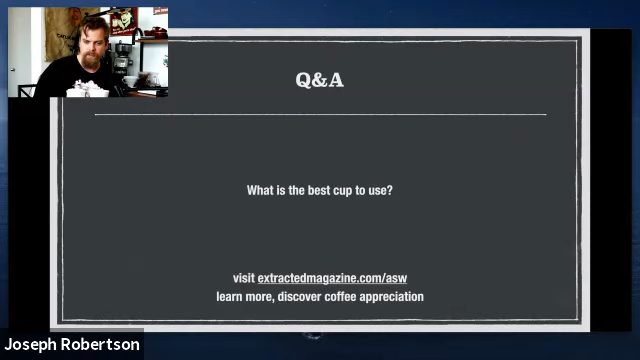 Q&A
What is the best cup to use?
visit extractedmagazine.com/asw
learn more, discover coffee appreciation
Joseph Robertson